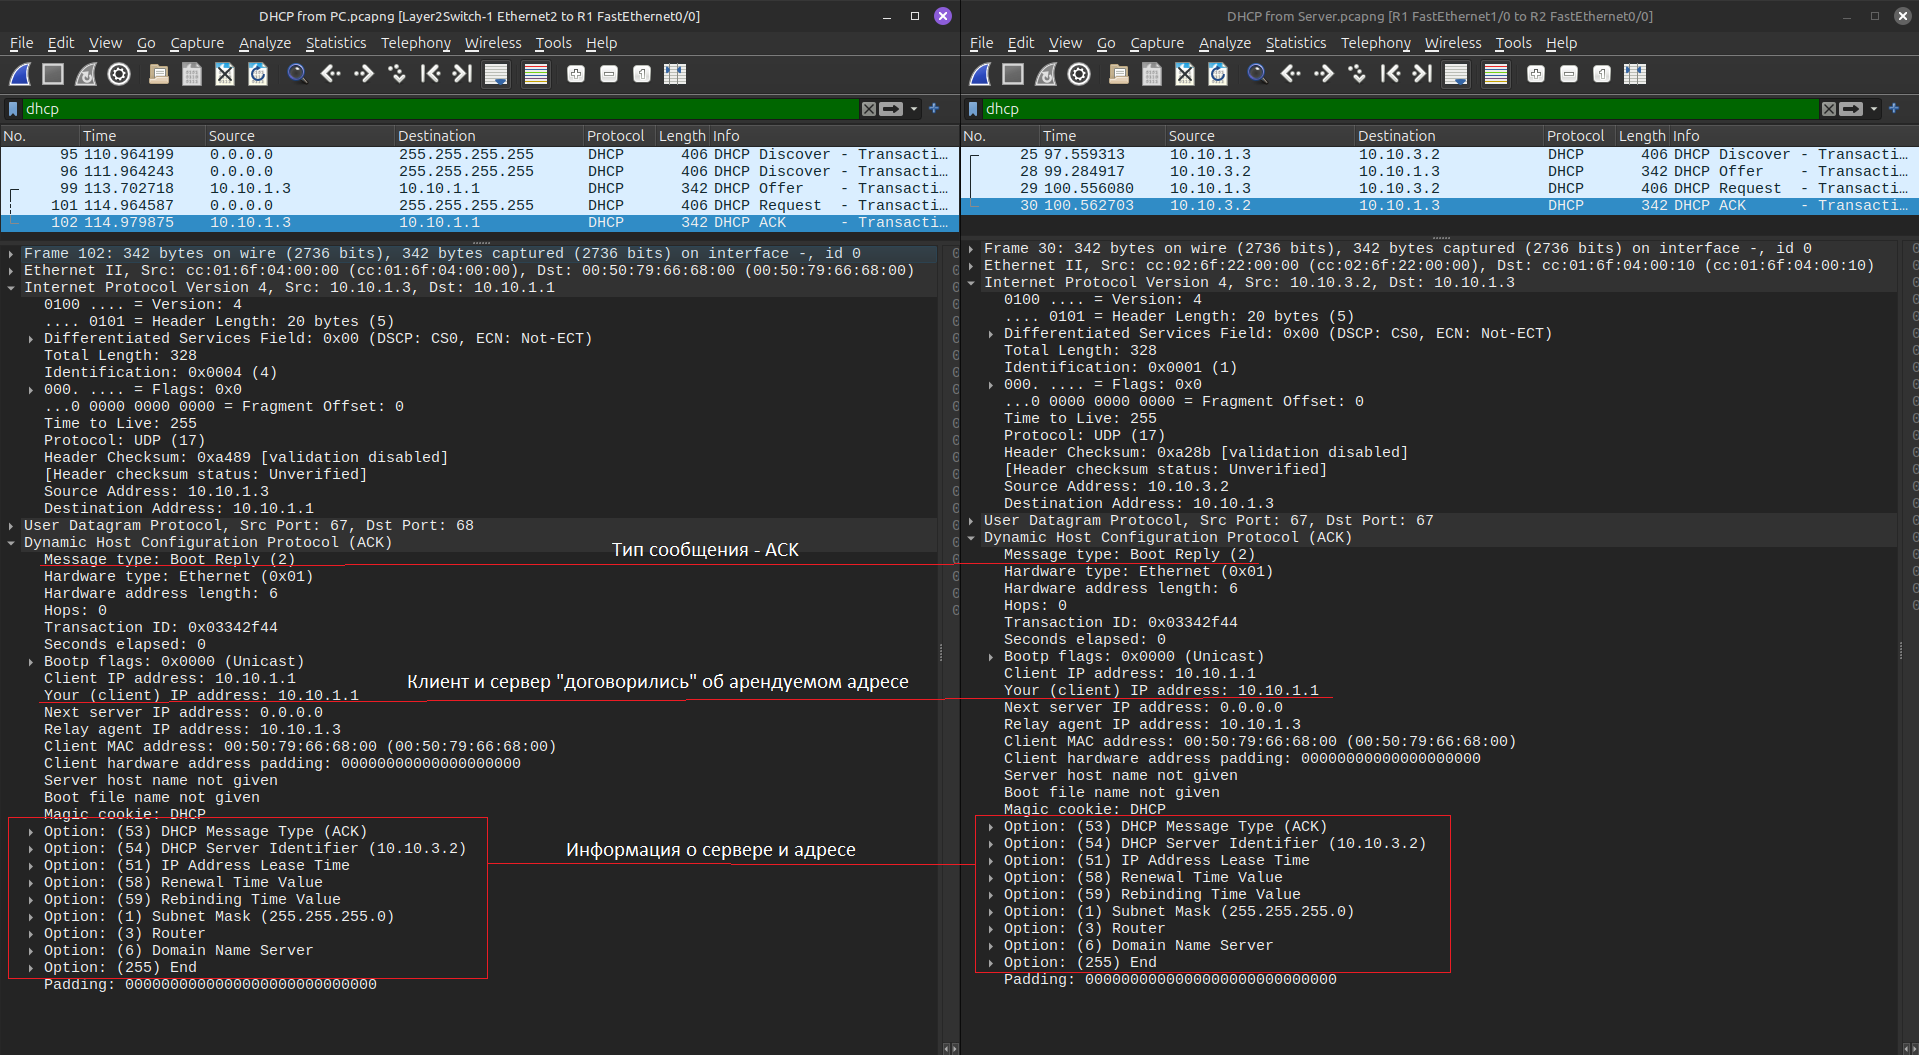 DHCP from PC.pcapng [Layer2Switch-1 Ethernet2 to R1 FastEthernet0/0]
File Edit View Go Capture Analyze Statistics Telephony Wireless Tools Help
dhcp
No. Time Source Destination Protocol Length Info
95 110.964199 0.0.0.0 255.255.255.255 DHCP 406 DHCP Discover - Transacti…
96 111.964243 0.0.0.0 255.255.255.255 DHCP 406 DHCP Discover - Transacti…
99 113.702718 10.10.1.3 10.10.1.1 DHCP 342 DHCP Offer - Transacti…
101 114.964587 0.0.0.0 255.255.255.255 DHCP 406 DHCP Request - Transacti…
102 114.979875 10.10.1.3 10.10.1.1 DHCP 342 DHCP ACK - Transacti…
Frame 102: 342 bytes on wire (2736 bits), 342 bytes captured (2736 bits) on interface -, id 0
Ethernet II, Src: cc:01:6f:04:00:00 (cc:01:6f:04:00:00), Dst: 00:50:79:66:68:00 (00:50:79:66:68:00)
Internet Protocol Version 4, Src: 10.10.1.3, Dst: 10.10.1.1
0100 .... = Version: 4
.... 0101 = Header Length: 20 bytes (5)
Differentiated Services Field: 0x00 (DSCP: CS0, ECN: Not-ECT)
Total Length: 328
Identification: 0x0004 (4)
000. .... = Flags: 0x0
...0 0000 0000 0000 = Fragment Offset: 0
Time to Live: 255
Protocol: UDP (17)
Header Checksum: 0xa489 [validation disabled]
[Header checksum status: Unverified]
Source Address: 10.10.1.3
Destination Address: 10.10.1.1
User Datagram Protocol, Src Port: 67, Dst Port: 68
Dynamic Host Configuration Protocol (ACK)
Message type: Boot Reply (2)
Hardware type: Ethernet (0x01)
Hardware address length: 6
Hops: 0
Transaction ID: 0x03342f44
Seconds elapsed: 0
Bootp flags: 0x0000 (Unicast)
Client IP address: 10.10.1.1
Your (client) IP address: 10.10.1.1
Next server IP address: 0.0.0.0
Relay agent IP address: 10.10.1.3
Client MAC address: 00:50:79:66:68:00 (00:50:79:66:68:00)
Client hardware address padding: 00000000000000000000
Server host name not given
Boot file name not given
Magic cookie: DHCP
Option: (53) DHCP Message Type (ACK)
Option: (54) DHCP Server Identifier (10.10.3.2)
Option: (51) IP Address Lease Time
Option: (58) Renewal Time Value
Option: (59) Rebinding Time Value
Option: (1) Subnet Mask (255.255.255.0)
Option: (3) Router
Option: (6) Domain Name Server
Option: (255) End
Padding: 0000000000000000000000000000
Тип сообщения - ACK
Клиент и сервер "договорились" об арендуемом адресе
Информация о сервере и адресе
DHCP from Server.pcapng [R1 FastEthernet1/0 to R2 FastEthernet0/0]
File Edit View Go Capture Analyze Statistics Telephony Wireless Tools Help
dhcp
No. Time Source Destination Protocol Length Info
25 97.559313 10.10.1.3 10.10.3.2 DHCP 406 DHCP Discover - Transacti…
28 99.284917 10.10.3.2 10.10.1.3 DHCP 342 DHCP Offer - Transacti…
29 100.556080 10.10.1.3 10.10.3.2 DHCP 406 DHCP Request - Transacti…
30 100.562703 10.10.3.2 10.10.1.3 DHCP 342 DHCP ACK - Transacti…
Frame 30: 342 bytes on wire (2736 bits), 342 bytes captured (2736 bits) on interface -, id 0
Ethernet II, Src: cc:02:6f:22:00:00 (cc:02:6f:22:00:00), Dst: cc:01:6f:04:00:10 (cc:01:6f:04:00:10)
Internet Protocol Version 4, Src: 10.10.3.2, Dst: 10.10.1.3
0100 .... = Version: 4
.... 0101 = Header Length: 20 bytes (5)
Differentiated Services Field: 0x00 (DSCP: CS0, ECN: Not-ECT)
Total Length: 328
Identification: 0x0001 (1)
000. .... = Flags: 0x0
...0 0000 0000 0000 = Fragment Offset: 0
Time to Live: 255
Protocol: UDP (17)
Header Checksum: 0xa28b [validation disabled]
[Header checksum status: Unverified]
Source Address: 10.10.3.2
Destination Address: 10.10.1.3
User Datagram Protocol, Src Port: 67, Dst Port: 67
Dynamic Host Configuration Protocol (ACK)
Message type: Boot Reply (2)
Hardware type: Ethernet (0x01)
Hardware address length: 6
Hops: 0
Transaction ID: 0x03342f44
Seconds elapsed: 0
Bootp flags: 0x0000 (Unicast)
Client IP address: 10.10.1.1
Your (client) IP address: 10.10.1.1
Next server IP address: 0.0.0.0
Relay agent IP address: 10.10.1.3
Client MAC address: 00:50:79:66:68:00 (00:50:79:66:68:00)
Client hardware address padding: 00000000000000000000
Server host name not given
Boot file name not given
Magic cookie: DHCP
Option: (53) DHCP Message Type (ACK)
Option: (54) DHCP Server Identifier (10.10.3.2)
Option: (51) IP Address Lease Time
Option: (58) Renewal Time Value
Option: (59) Rebinding Time Value
Option: (1) Subnet Mask (255.255.255.0)
Option: (3) Router
Option: (6) Domain Name Server
Option: (255) End
Padding: 0000000000000000000000000000